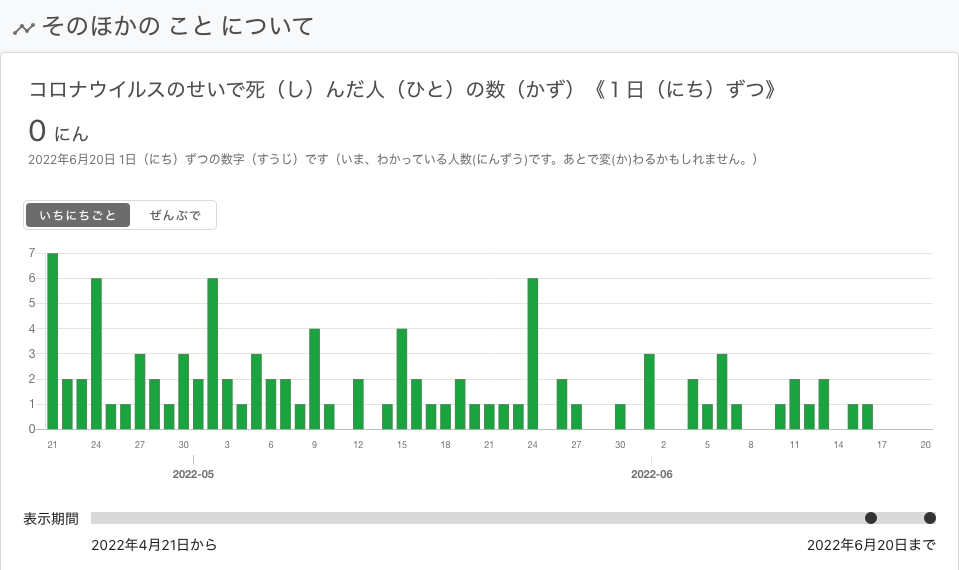 そのほかの こと について
コロナウイルスのせいで死（し）んだ人（ひと）の数（かず）《１日（にち）ずつ》
0 にん
2022年6月20日 1日（にち）ずつの数字（すうじ）です（いま、わかっている人数(にんずう)です。あとで変(か)わるかもしれません。）
いちにちごと ぜんぶで
7
6
5
4
3
2
1
0
21 24 27 30 3 6 9 12 15 18 21 24 27 30 2 5 8 11 14 17 20
2022-05 2022-06
表示期間
2022年4月21日から 2022年6月20日まで